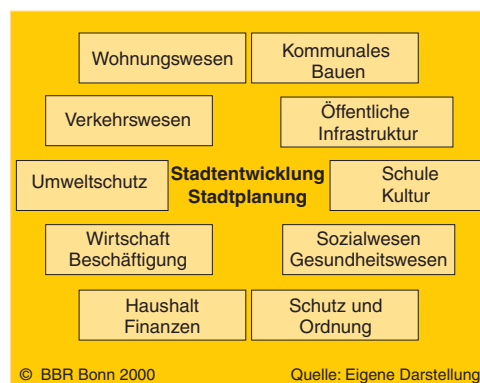 Wohnungswesen
Kommunales
Bauen
Verkehrswesen
Öffentliche
Infrastruktur
Umweltschutz
Stadtentwicklung
Stadtplanung
Schule
Kultur
Wirtschaft
Beschäftigung
Sozialwesen
Gesundheitswesen
Haushalt
Finanzen
Schutz und
Ordnung
© BBR Bonn 2000
Quelle: Eigene Darstellung